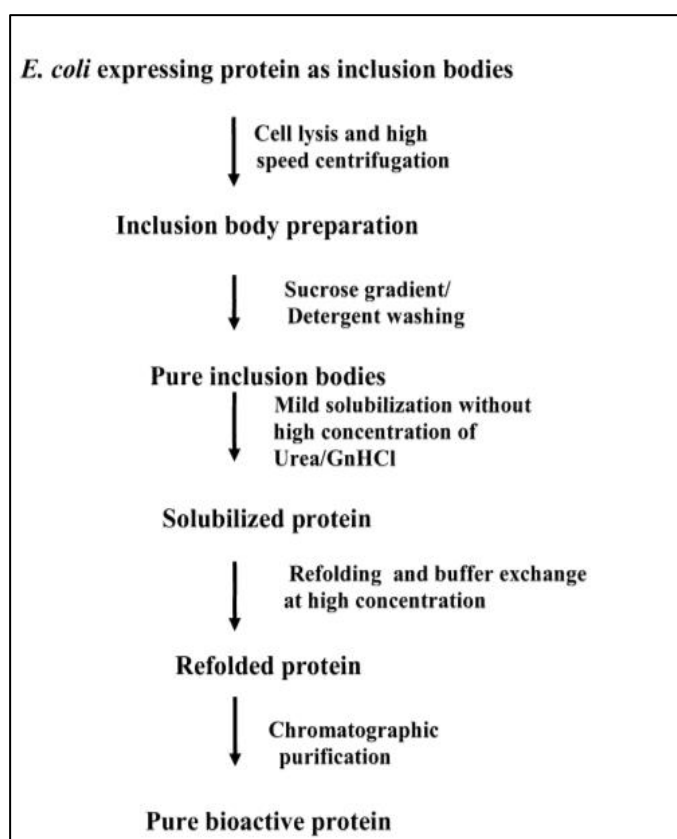 E. coli expressing protein as inclusion bodies
Cell lysis and high
speed centrifugation
Inclusion body preparation
Sucrose gradient/
Detergent washing
Pure inclusion bodies
Mild solubilization without
high concentration of
Urea/GnHCl
Solubilized protein
Refolding and buffer exchange
at high concentration
Refolded protein
Chromatographic
purification
Pure bioactive protein